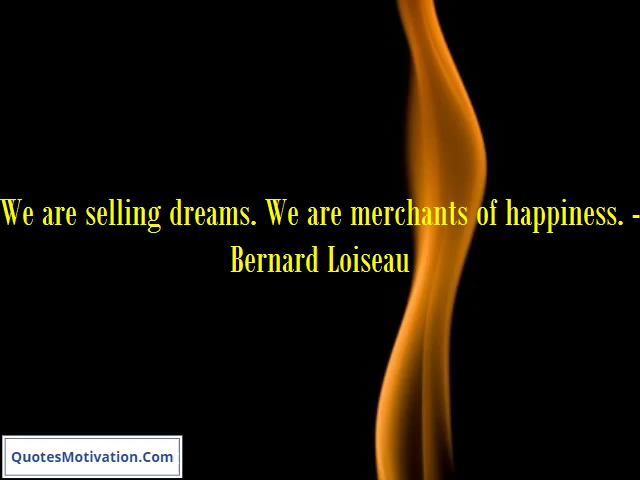 We are selling dreams. We are merchants of happiness. -
Bernard Loiseau
QuotesMotivation.Com